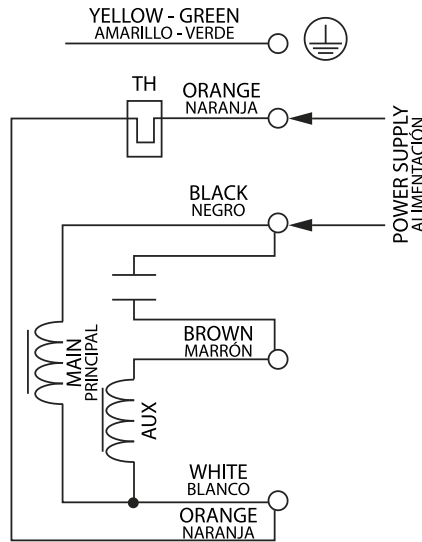 YELLOW - GREEN
AMARILLO - VERDE
TH
ORANGE
NARANJA
POWER SUPPLY
ALIMENTACIÓN
BLACK
NEGRO
MAIN
PRINCIPAL
BROWN
MARRÓN
AUX
WHITE
BLANCO
ORANGE
NARANJA